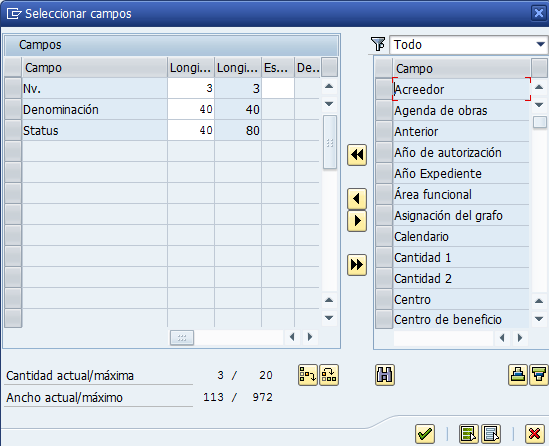 Seleccionar campos
Campos
Todo
Campo Longi... Longi... Es... De...
Nv. 3 3
Denominación 40 40
Status 40 80
Campo
Acreedor
Agenda de obras
Anterior
Año de autorización
Año Expediente
Área funcional
Asignación del grafo
Calendario
Cantidad 1
Cantidad 2
Centro
Centro de beneficio
Cantidad actual/máxima 3 / 20
Ancho actual/máximo 113 / 972